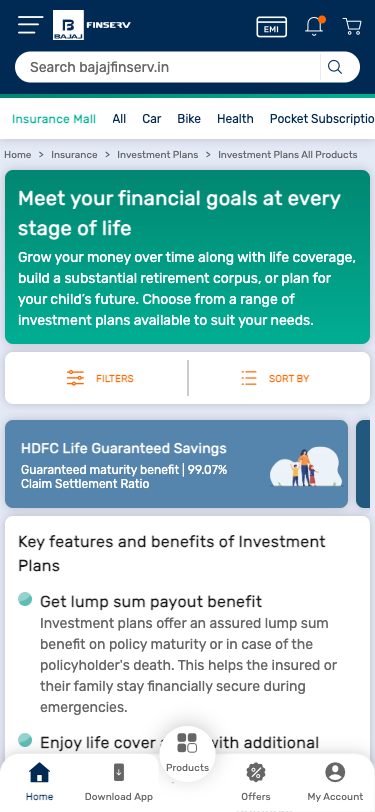 B
BAJAJ
FINSERV
EMI
Search bajajfinserv.in
Insurance Mall All Car Bike Health Pocket Subscriptio
Home > Insurance > Investment Plans > Investment Plans All Products
Meet your financial goals at every
stage of life
Grow your money over time along with life coverage,
build a substantial retirement corpus, or plan for
your child's future. Choose from a range of
investment plans available to suit your needs.
FILTERS
SORT BY
HDFC Life Guaranteed Savings
Guaranteed maturity benefit | 99.07%
Claim Settlement Ratio
Key features and benefits of Investment
Plans
Get lump sum payout benefit
Investment plans offer an assured lump sum
benefit on policy maturity or in case of the
policyholder's death. This helps the insured or
their family stay financially secure during
emergencies.
Enjoy life cover with additional
Home
Download App
Products
Offers
My Account